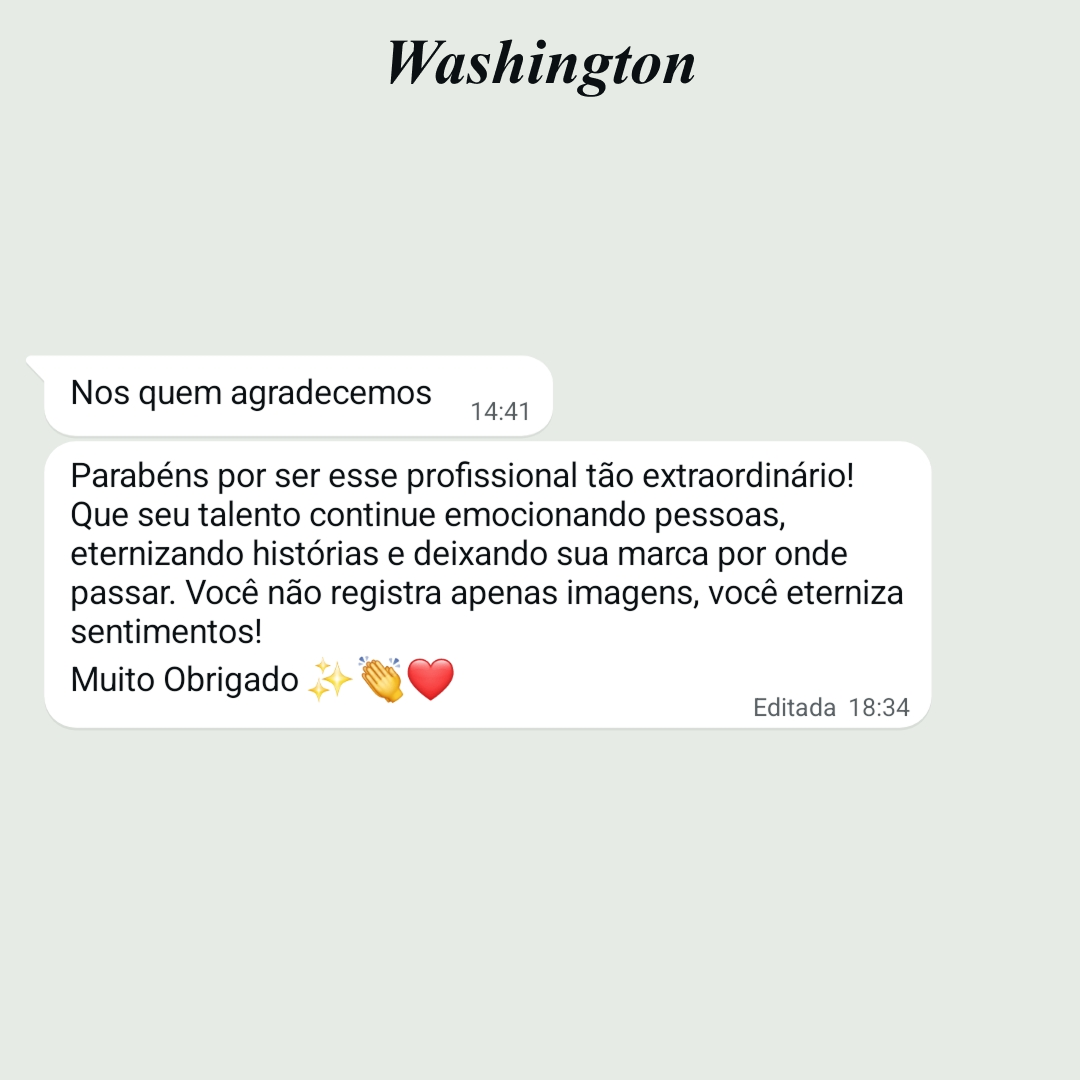 Washington
Nos quem agradecemos
14:41
Parabéns por ser esse profissional tão extraordinário!
Que seu talento continue emocionando pessoas,
eternizando histórias e deixando sua marca por onde
passar. Você não registra apenas imagens, você eterniza
sentimentos!
Muito Obrigado ✨👏❤️
Editada 18:34